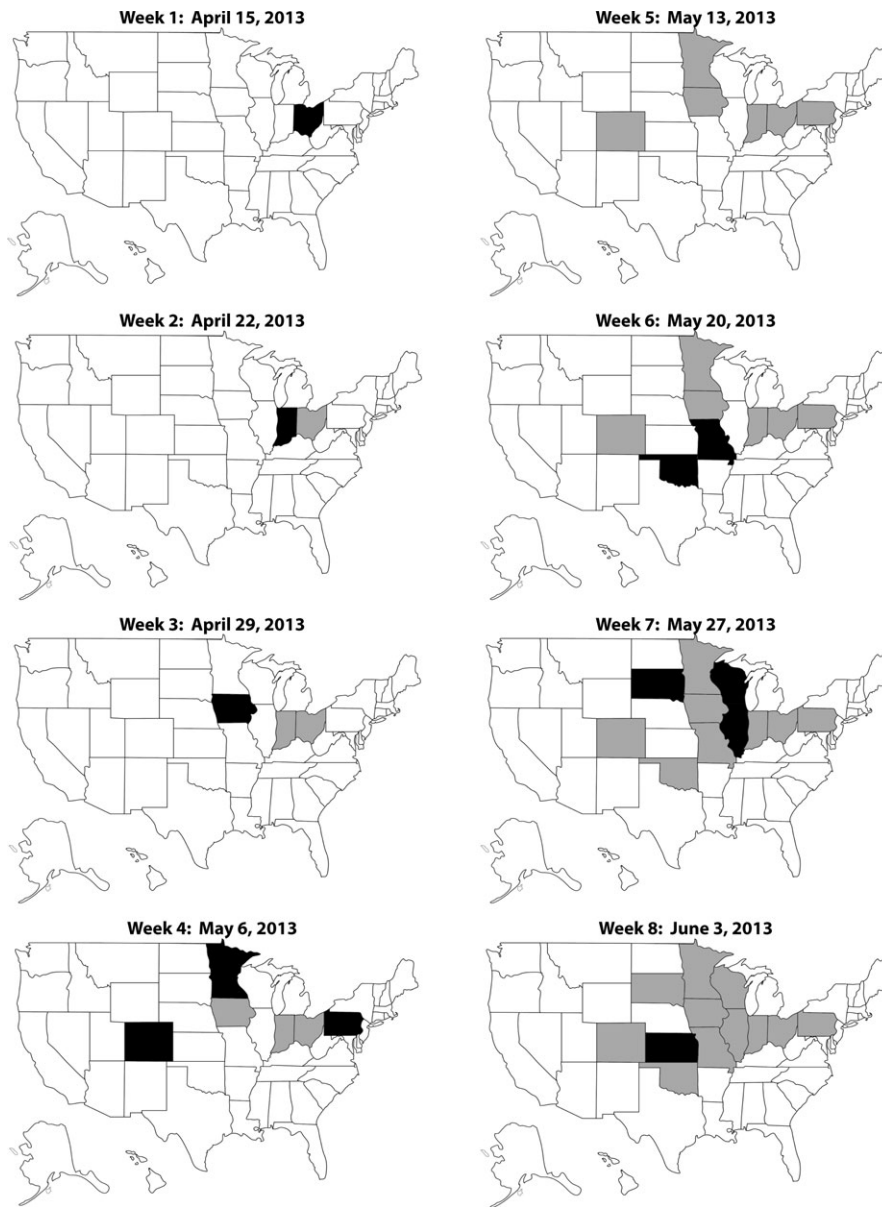 Week 1: April 15, 2013
Week 5: May 13, 2013
Week 2: April 22, 2013
Week 6: May 20, 2013
Week 3: April 29, 2013
Week 7: May 27, 2013
Week 4: May 6, 2013
Week 8: June 3, 2013